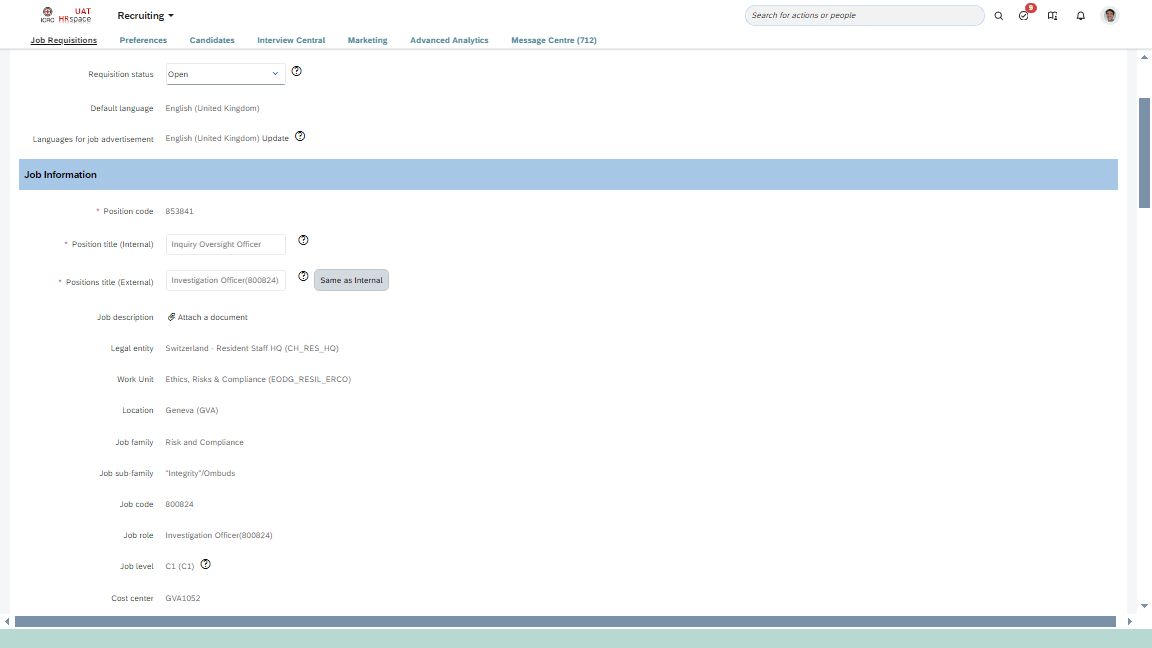 ICRC UAT HRspace Recruiting Search for actions or people 9
Job Requisitions Preferences Candidates Interview Central Marketing Advanced Analytics Message Centre (712)
Requisition status Open
Default language English (United Kingdom)
Languages for job advertisement English (United Kingdom) Update
Job Information
* Position code 853841
* Position title (Internal) Inquiry Oversight Officer
* Positions title (External) Investigation Officer(800824) Same as Internal
Job description Attach a document
Legal entity Switzerland - Resident Staff HQ (CH_RES_HQ)
Work Unit Ethics, Risks & Compliance (EODG_RESIL_ERCO)
Location Geneva (GVA)
Job family Risk and Compliance
Job sub-family "Integrity"/Ombuds
Job code 800824
Job role Investigation Officer(800824)
Job level C1 (C1)
Cost center GVA1052